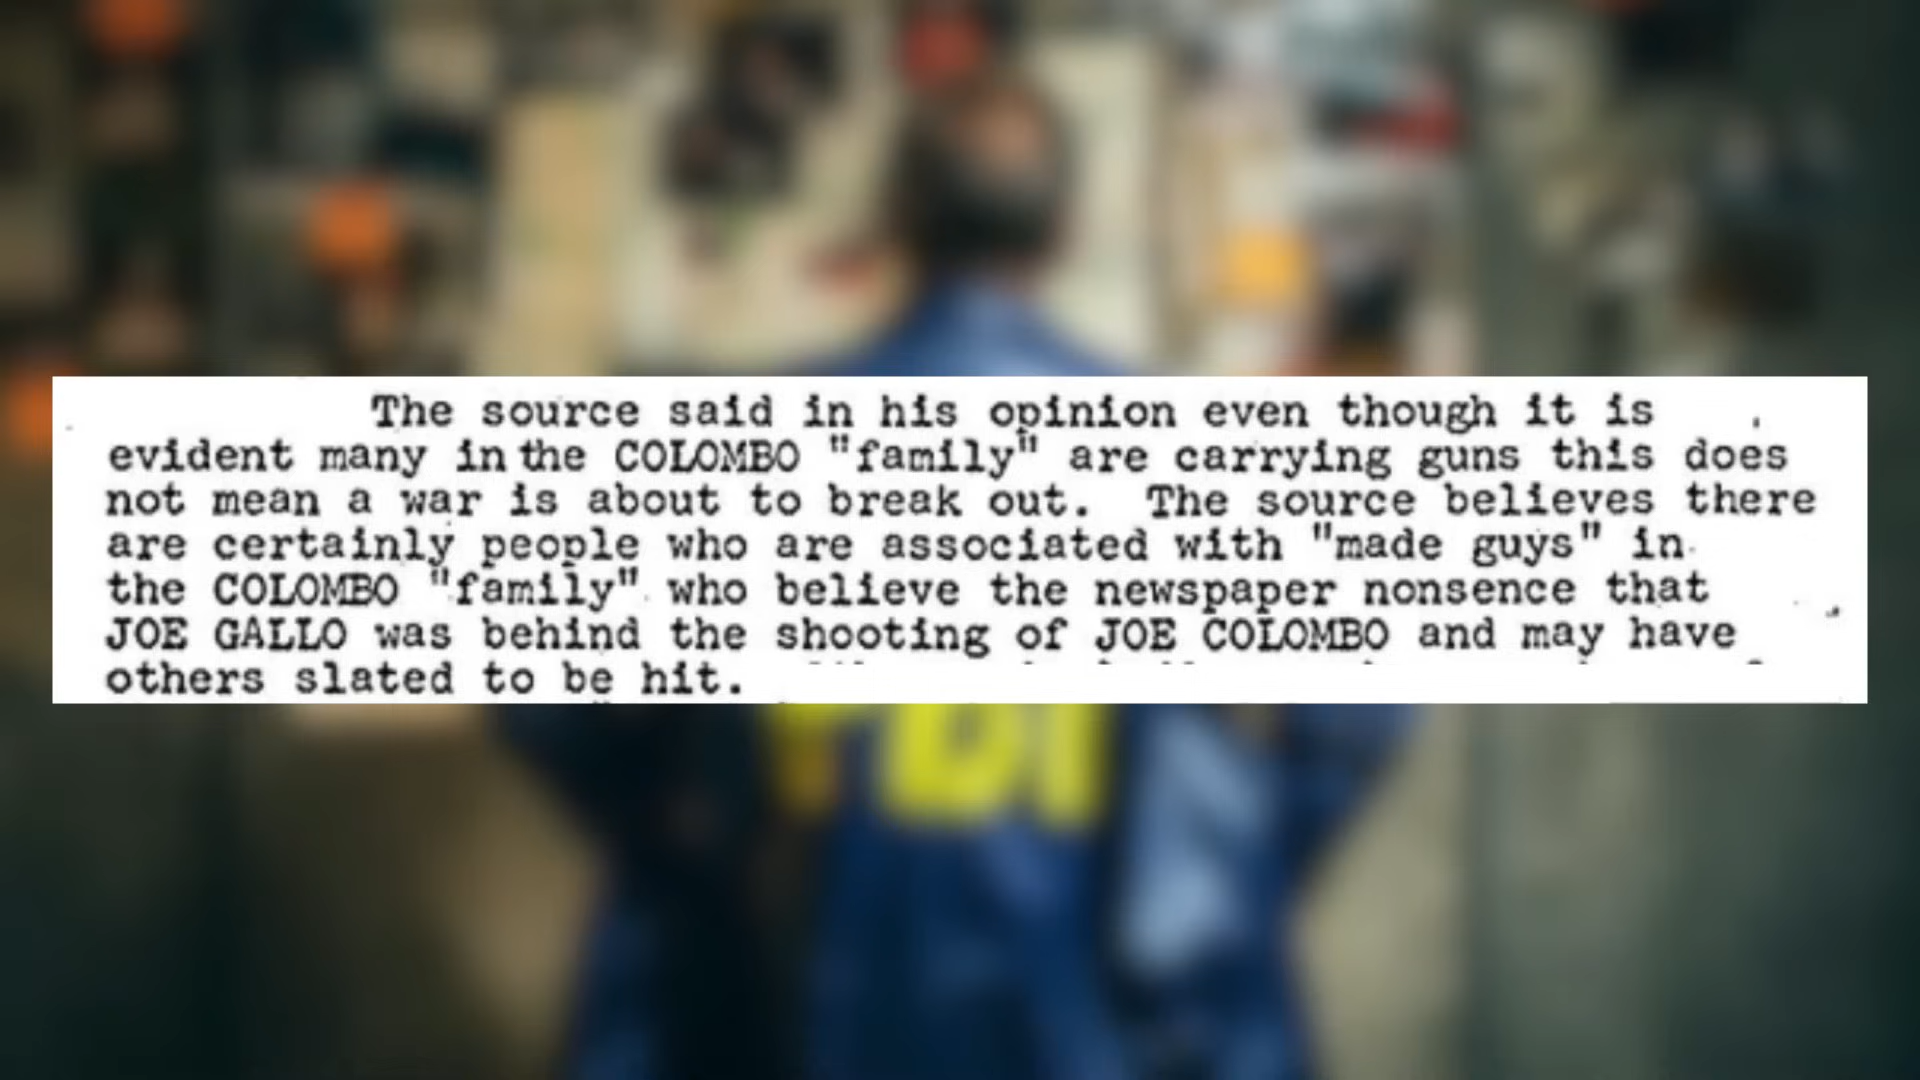 The source said in his opinion even though it is
evident many in the COLOMBO "family" are carrying guns this does
not mean a war is about to break out. The source believes there
are certainly people who are associated with "made guys" in
the COLOMBO "family" who believe the newspaper nonsence that
JOE GALLO was behind the shooting of JOE COLOMBO and may have
others slated to be hit.
FBI